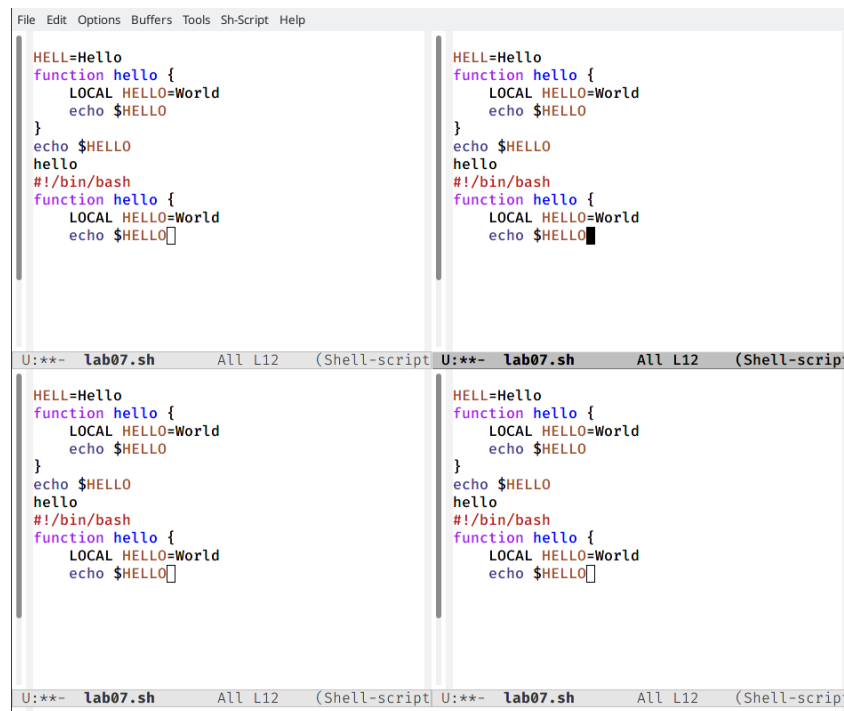 File Edit Options Buffers Tools Sh-Script Help
HELL=Hello
function hello {
    LOCAL HELLO=World
    echo $HELLO
}
echo $HELLO
hello
#!/bin/bash
function hello {
    LOCAL HELLO=World
    echo $HELLO
U:**-  lab07.sh       All L12    (Shell-script
HELL=Hello
function hello {
    LOCAL HELLO=World
    echo $HELLO
}
echo $HELLO
hello
#!/bin/bash
function hello {
    LOCAL HELLO=World
    echo $HELLO
U:**-  lab07.sh       All L12    (Shell-scrip
HELL=Hello
function hello {
    LOCAL HELLO=World
    echo $HELLO
}
echo $HELLO
hello
#!/bin/bash
function hello {
    LOCAL HELLO=World
    echo $HELLO
U:**-  lab07.sh       All L12    (Shell-script
HELL=Hello
function hello {
    LOCAL HELLO=World
    echo $HELLO
}
echo $HELLO
hello
#!/bin/bash
function hello {
    LOCAL HELLO=World
    echo $HELLO
U:**-  lab07.sh       All L12    (Shell-scrip